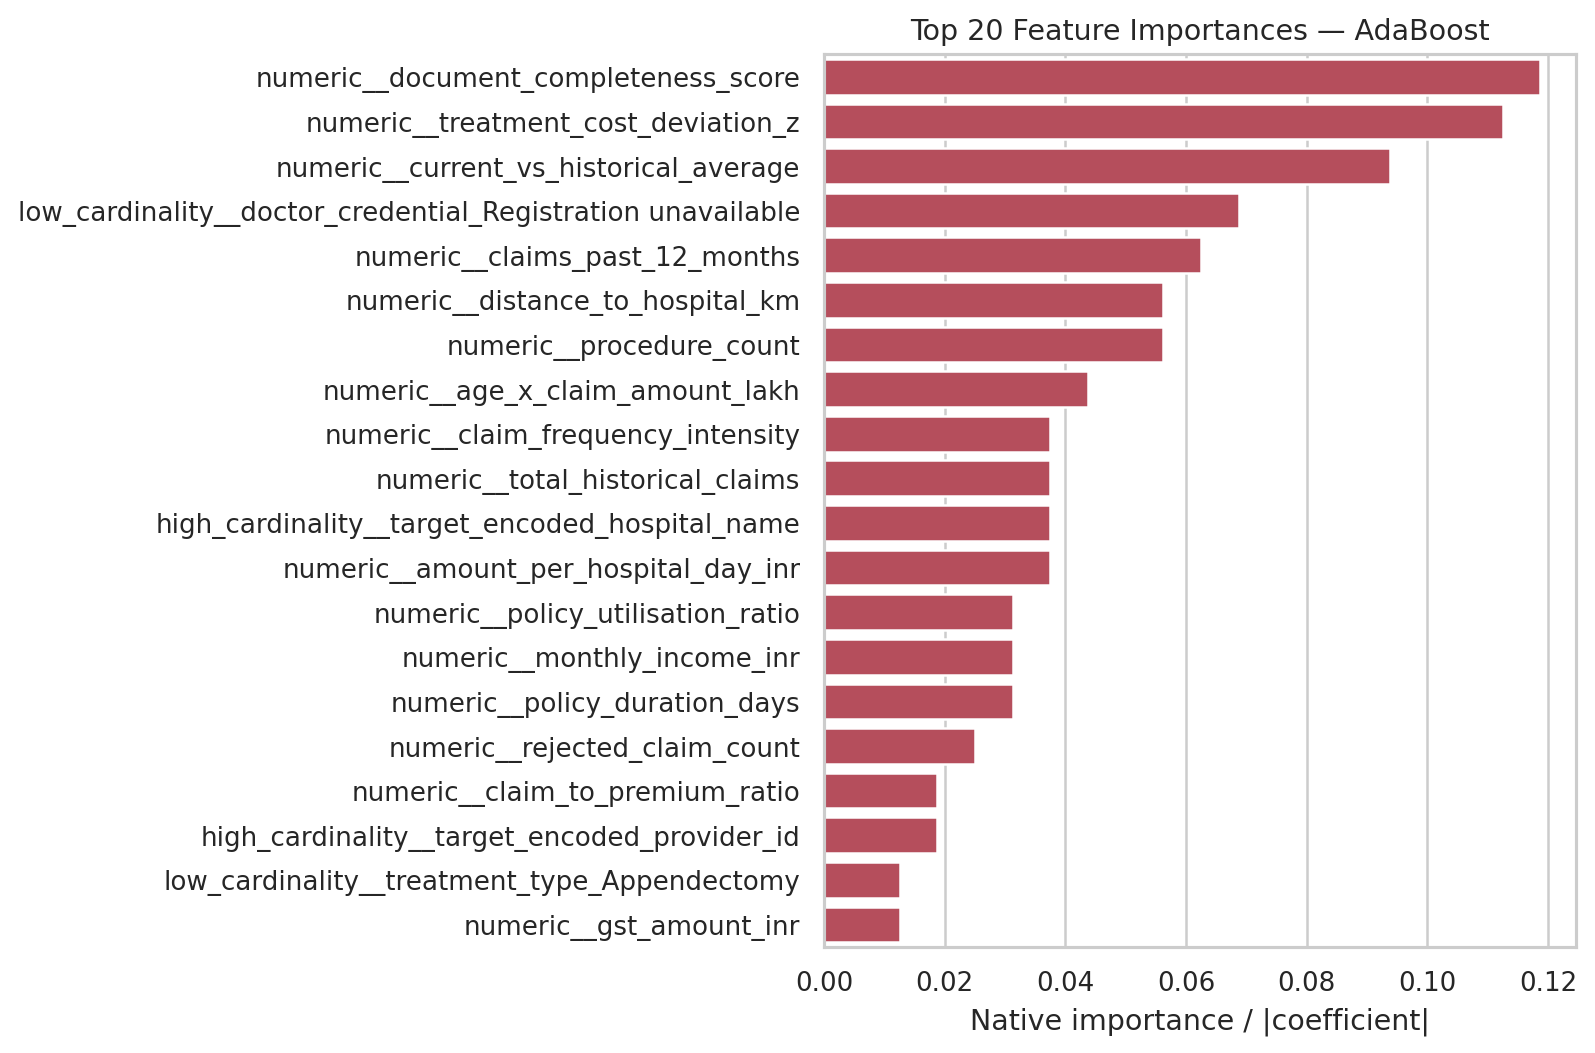 Top 20 Feature Importances — AdaBoost
numeric__document_completeness_score
numeric__treatment_cost_deviation_z
numeric__current_vs_historical_average
low_cardinality__doctor_credential_Registration unavailable
numeric__claims_past_12_months
numeric__distance_to_hospital_km
numeric__procedure_count
numeric__age_x_claim_amount_lakh
numeric__claim_frequency_intensity
numeric__total_historical_claims
high_cardinality__target_encoded_hospital_name
numeric__amount_per_hospital_day_inr
numeric__policy_utilisation_ratio
numeric__monthly_income_inr
numeric__policy_duration_days
numeric__rejected_claim_count
numeric__claim_to_premium_ratio
high_cardinality__target_encoded_provider_id
low_cardinality__treatment_type_Appendectomy
numeric__gst_amount_inr
0.00 0.02 0.04 0.06 0.08 0.10 0.12
Native importance / |coefficient|